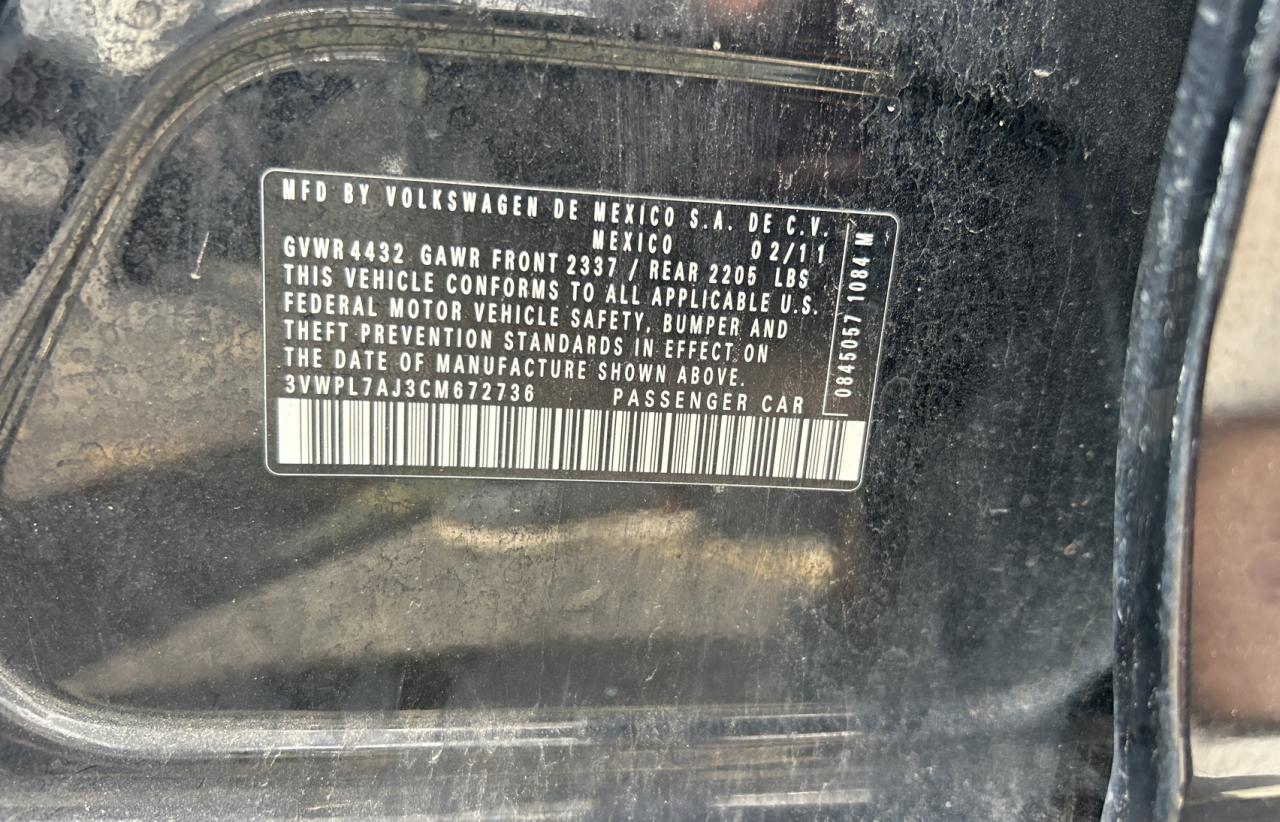 MFD BY VOLKSWAGEN DE MEXICO S.A. DE C.V.
MEXICO 02/11
GVWR 4432 GAWR FRONT 2337 / REAR 2205 LBS
THIS VEHICLE CONFORMS TO ALL APPLICABLE U.S.
FEDERAL MOTOR VEHICLE SAFETY, BUMPER AND
THEFT PREVENTION STANDARDS IN EFFECT ON
THE DATE OF MANUFACTURE SHOWN ABOVE.
3VWPL7AJ3CM672736 PASSENGER CAR
0845057 1084 M